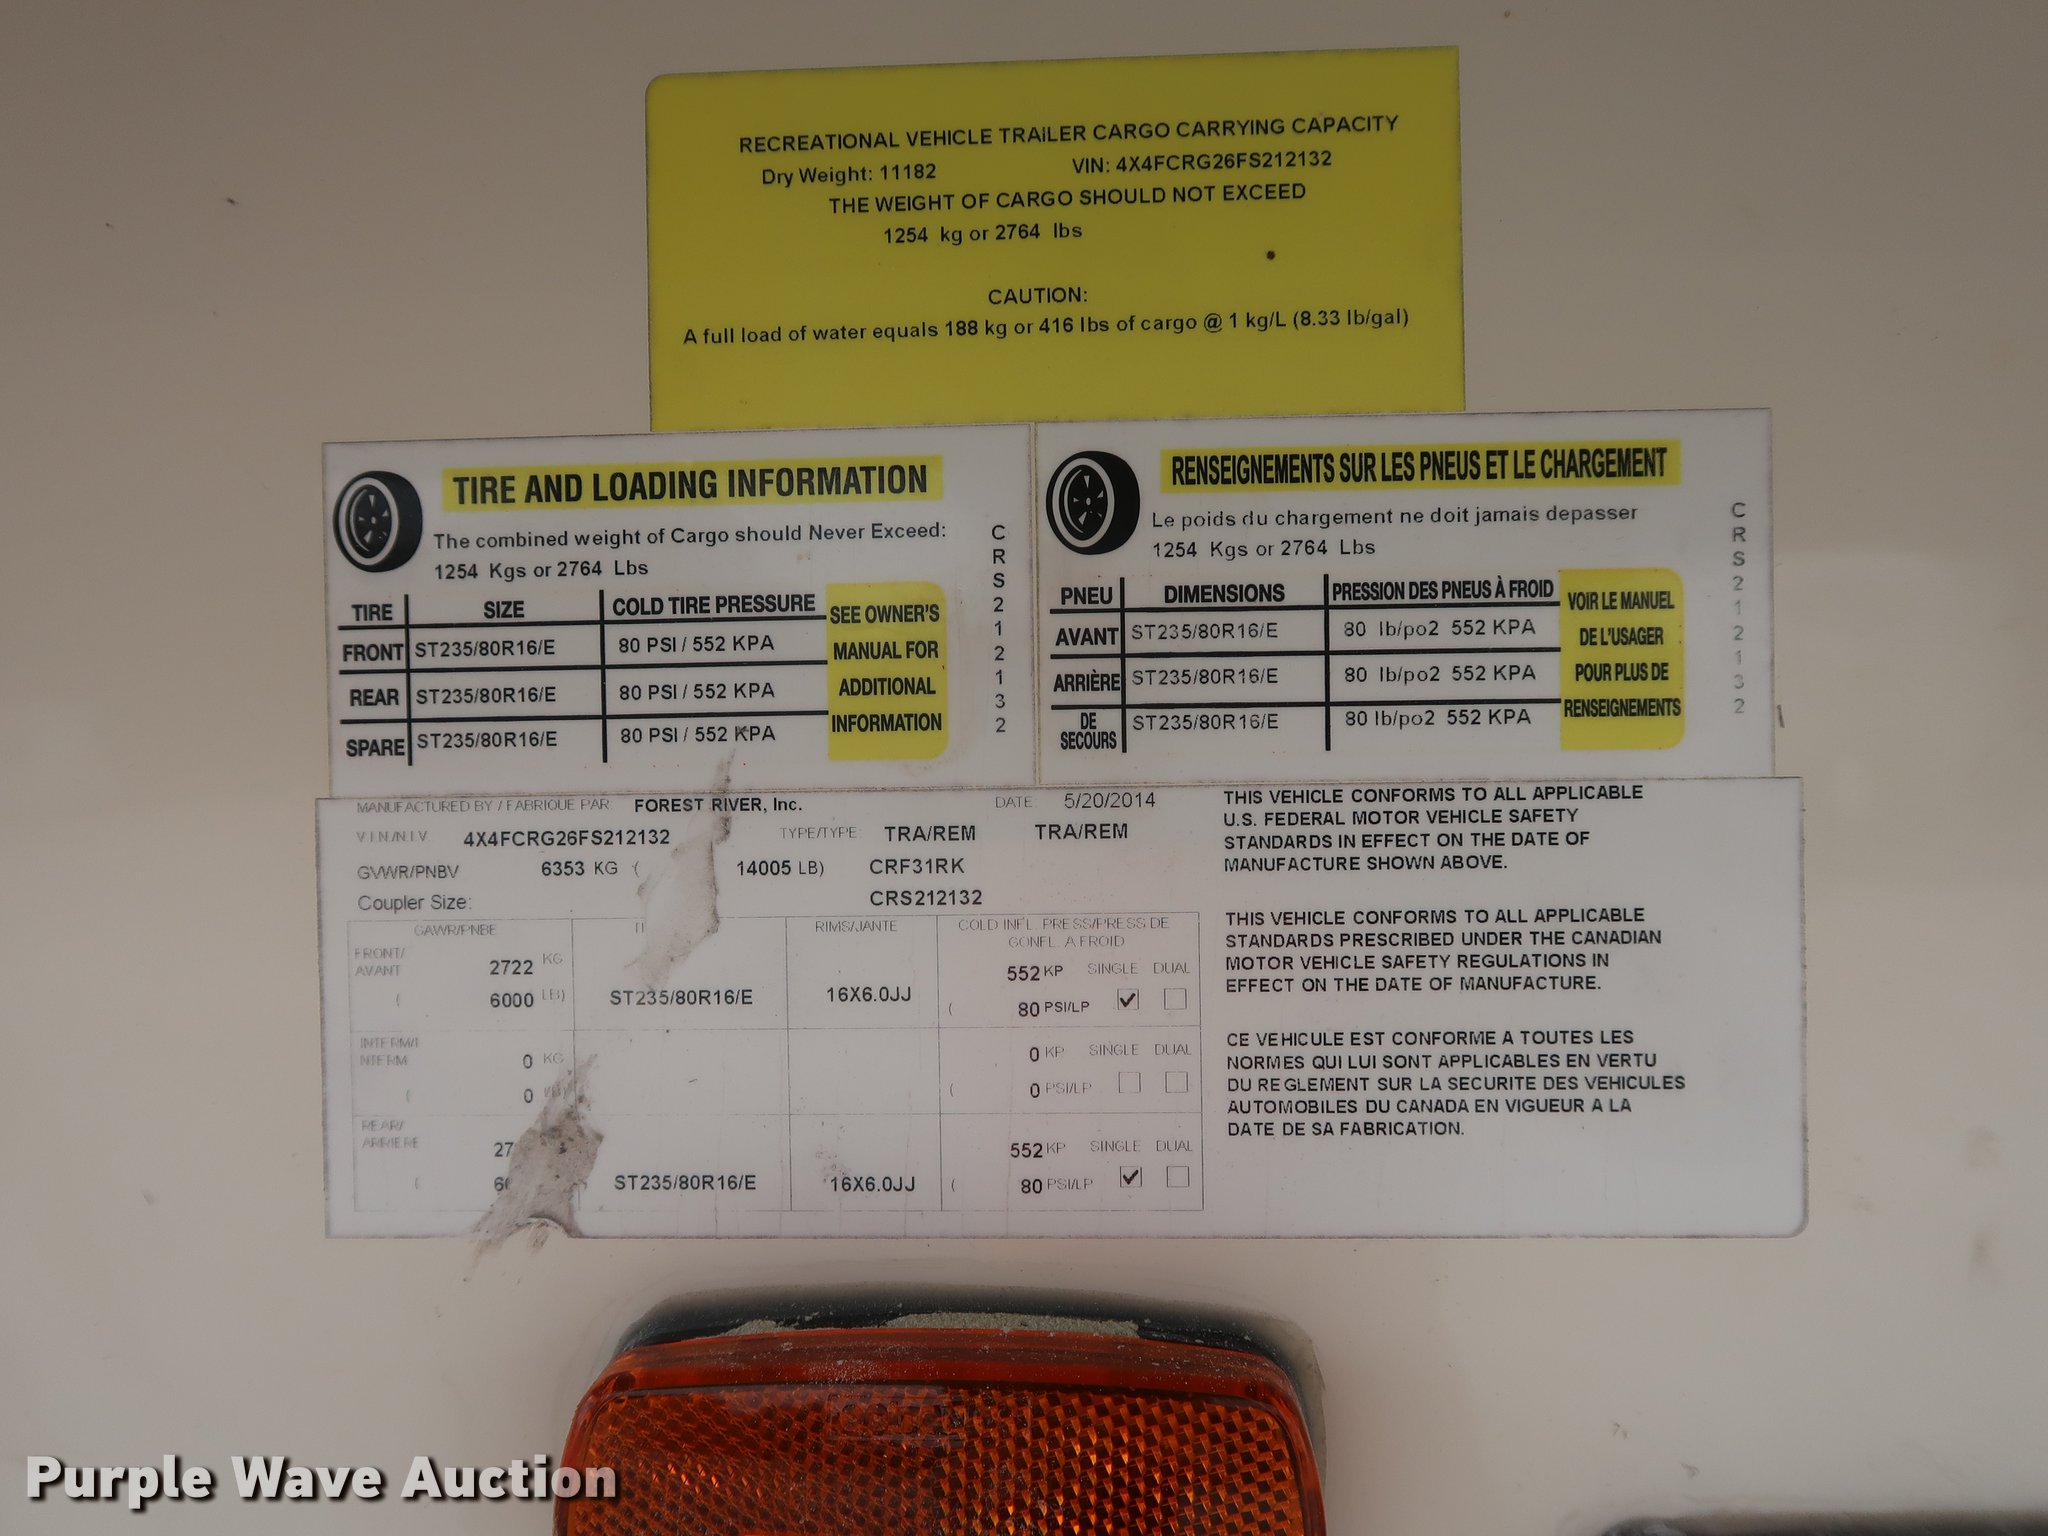 RECREATIONAL VEHICLE TRAILER CARGO CARRYING CAPACITY
Dry Weight: 11182 VIN: 4X4FCRG26FS212132
THE WEIGHT OF CARGO SHOULD NOT EXCEED
1254 kg or 2764 lbs
CAUTION:
A full load of water equals 188 kg or 416 lbs of cargo @ 1 kg/L (8.33 lb/gal)
TIRE AND LOADING INFORMATION
The combined weight of Cargo should Never Exceed:
1254 Kgs or 2764 Lbs
TIRE SIZE COLD TIRE PRESSURE
FRONT ST235/80R16/E 80 PSI / 552 KPA
REAR ST235/80R16/E 80 PSI / 552 KPA
SPARE ST235/80R16/E 80 PSI / 552 KPA
SEE OWNER'S
MANUAL FOR
ADDITIONAL
INFORMATION
CRS212132
RENSEIGNEMENTS SUR LES PNEUS ET LE CHARGEMENT
Le poids du chargement ne doit jamais depasser
1254 Kgs or 2764 Lbs
PNEU DIMENSIONS PRESSION DES PNEUS À FROID
AVANT ST235/80R16/E 80 lb/po2 552 KPA
ARRIÈRE ST235/80R16/E 80 lb/po2 552 KPA
DE SECOURS ST235/80R16/E 80 lb/po2 552 KPA
VOIR LE MANUEL
DE L'USAGER
POUR PLUS DE
RENSEIGNEMENTS
CRS212132
MANUFACTURED BY / FABRIQUE PAR: FOREST RIVER, Inc. DATE: 5/20/2014
V.I.N/N.I.V. 4X4FCRG26FS212132 TYPE/TYPE: TRA/REM TRA/REM
GVWR/PNBV 6353 KG ( 14005 LB) CRF31RK
Coupler Size: CRS212132
GAWR/PNBE RIMS/JANTE COLD INFL. PRESS/PRESS DE
GONFL. A FROID
FRONT/
AVANT 2722 KG 552 KP SINGLE DUAL
( 6000 LB) ST235/80R16/E 16X6.0JJ ( 80 PSI/LP
INTERM/I
NTERM 0 KG 0 KP SINGLE DUAL
( 0 LB) ( 0 PSI/LP
REAR/
ARRIERE 552 KP SINGLE DUAL
( ST235/80R16/E 16X6.0JJ ( 80 PSI/LP
THIS VEHICLE CONFORMS TO ALL APPLICABLE
U.S. FEDERAL MOTOR VEHICLE SAFETY
STANDARDS IN EFFECT ON THE DATE OF
MANUFACTURE SHOWN ABOVE.
THIS VEHICLE CONFORMS TO ALL APPLICABLE
STANDARDS PRESCRIBED UNDER THE CANADIAN
MOTOR VEHICLE SAFETY REGULATIONS IN
EFFECT ON THE DATE OF MANUFACTURE.
CE VEHICULE EST CONFORME A TOUTES LES
NORMES QUI LUI SONT APPLICABLES EN VERTU
DU REGLEMENT SUR LA SECURITE DES VEHICULES
AUTOMOBILES DU CANADA EN VIGUEUR A LA
DATE DE SA FABRICATION.
Purple Wave Auction